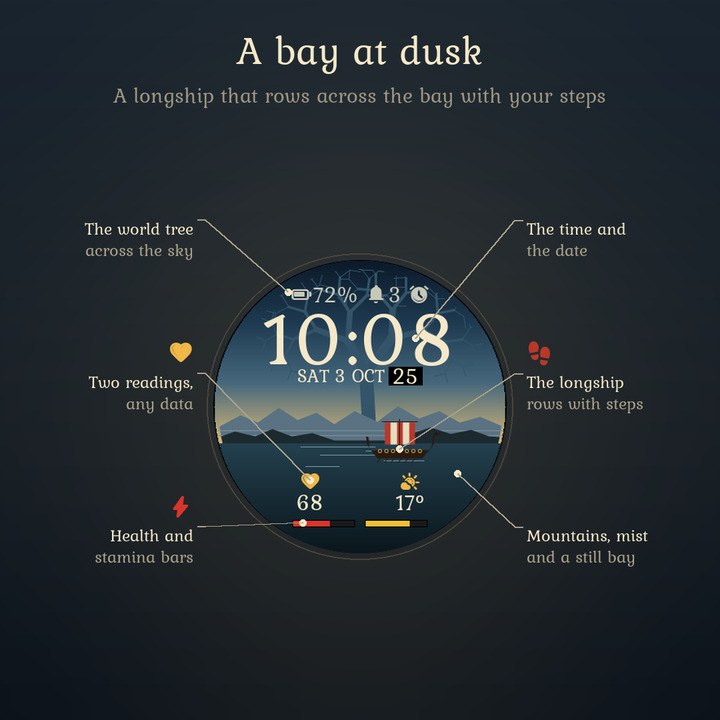 A bay at dusk
A longship that rows across the bay with your steps
The world tree
across the sky
The time and
the date
72% 3
10:08
SAT 3 OCT 25
Two readings,
any data
The longship
rows with steps
68 17°
Health and
stamina bars
Mountains, mist
and a still bay